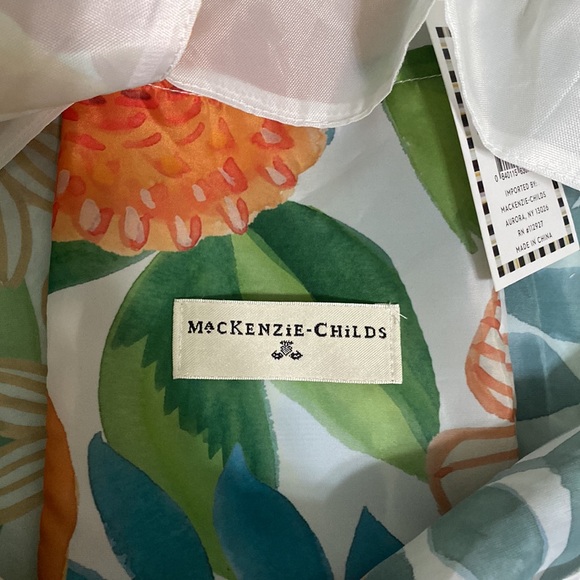 MACKENZIE-CHILDS
IMPORTED BY:
MACKENZIE-CHILDS
AURORA, NY 13026
RN #112927
MADE IN CHINA